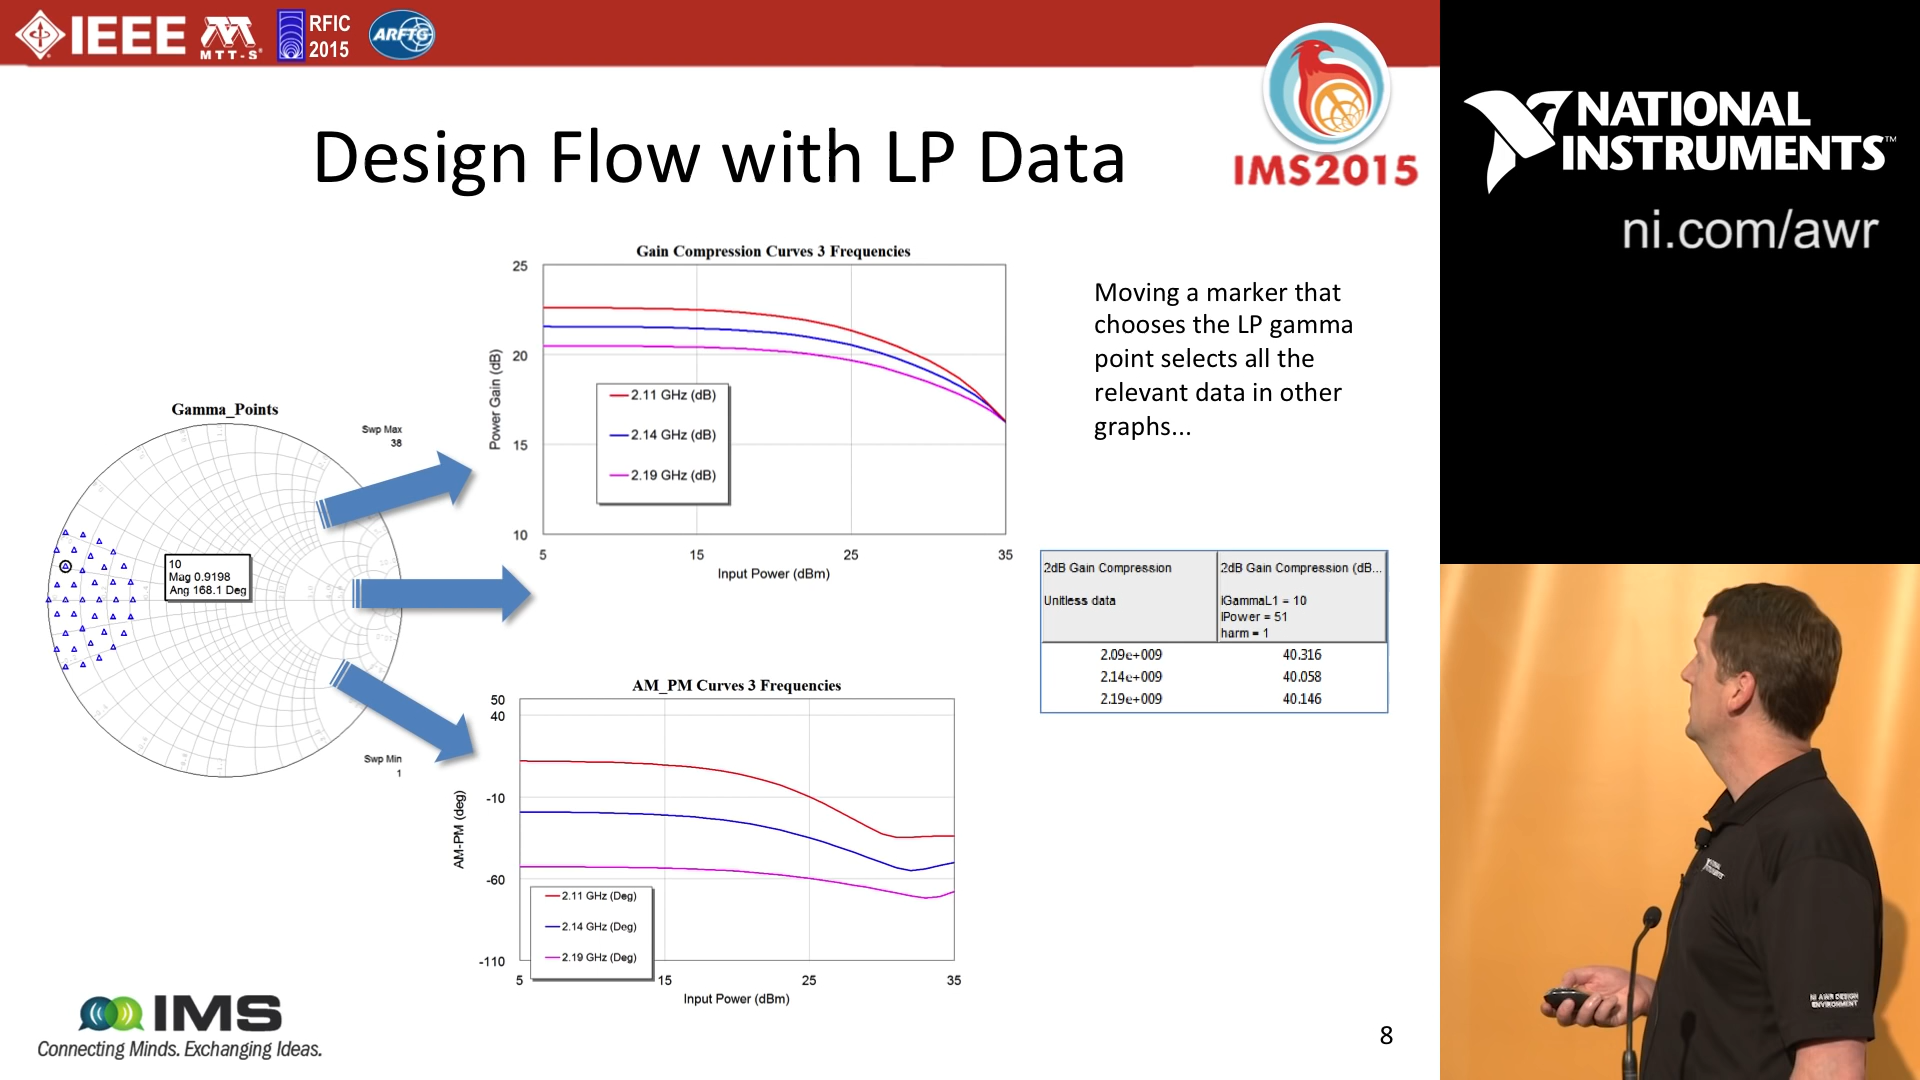 IEEE
MTT-S
RFIC
2015
ARFTG
IMS2015
Design Flow with LP Data
NATIONAL
INSTRUMENTS™
ni.com/awr
Gain Compression Curves 3 Frequencies
25
20
15
10
5
15
25
35
Power Gain (dB)
Input Power (dBm)
2.11 GHz (dB)
2.14 GHz (dB)
2.19 GHz (dB)
Moving a marker that
chooses the LP gamma
point selects all the
relevant data in other
graphs...
Gamma_Points
Swp Max
38
10
Mag 0.9198
Ang 168.1 Deg
Swp Min
1
2dB Gain Compression
2dB Gain Compression (dB...
Unitless data
iGammaL1 = 10
iPower = 51
harm = 1
2.09e+009 40.316
2.14e+009 40.058
2.19e+009 40.146
AM_PM Curves 3 Frequencies
50
40
-10
-60
-110
5
15
25
35
AM-PM (deg)
Input Power (dBm)
2.11 GHz (Deg)
2.14 GHz (Deg)
2.19 GHz (Deg)
NATIONAL
INSTRUMENTS
NI AWR DESIGN
ENVIRONMENT
IMS
Connecting Minds. Exchanging Ideas.
8